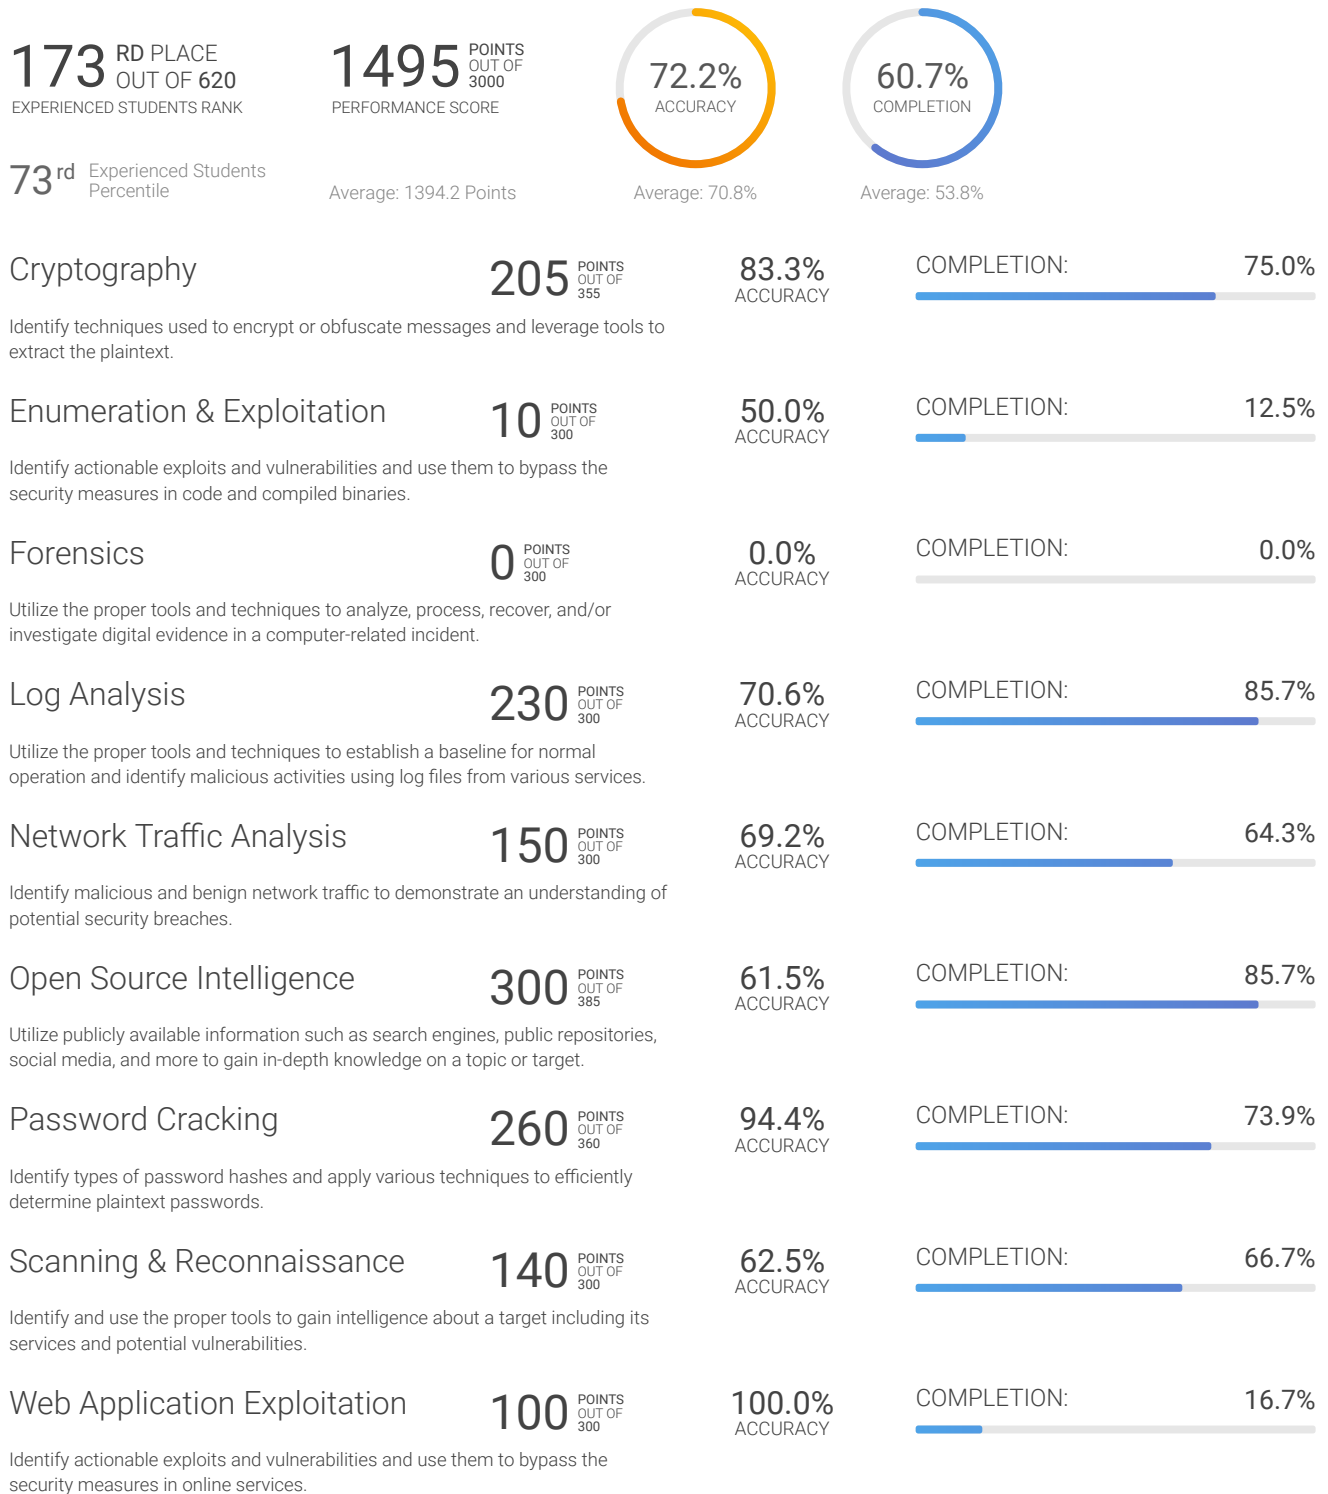 173 RD PLACE
OUT OF 620
EXPERIENCED STUDENTS RANK
73rd Experienced Students
Percentile
1495 POINTS
OUT OF
3000
PERFORMANCE SCORE
Average: 1394.2 Points
72.2%
ACCURACY
Average: 70.8%
60.7%
COMPLETION
Average: 53.8%
Cryptography
205 POINTS
OUT OF
355
83.3%
ACCURACY
COMPLETION: 75.0%
Identify techniques used to encrypt or obfuscate messages and leverage tools to
extract the plaintext.
Enumeration & Exploitation
10 POINTS
OUT OF
300
50.0%
ACCURACY
COMPLETION: 12.5%
Identify actionable exploits and vulnerabilities and use them to bypass the
security measures in code and compiled binaries.
Forensics
0 POINTS
OUT OF
300
0.0%
ACCURACY
COMPLETION: 0.0%
Utilize the proper tools and techniques to analyze, process, recover, and/or
investigate digital evidence in a computer-related incident.
Log Analysis
230 POINTS
OUT OF
300
70.6%
ACCURACY
COMPLETION: 85.7%
Utilize the proper tools and techniques to establish a baseline for normal
operation and identify malicious activities using log files from various services.
Network Traffic Analysis
150 POINTS
OUT OF
300
69.2%
ACCURACY
COMPLETION: 64.3%
Identify malicious and benign network traffic to demonstrate an understanding of
potential security breaches.
Open Source Intelligence
300 POINTS
OUT OF
385
61.5%
ACCURACY
COMPLETION: 85.7%
Utilize publicly available information such as search engines, public repositories,
social media, and more to gain in-depth knowledge on a topic or target.
Password Cracking
260 POINTS
OUT OF
360
94.4%
ACCURACY
COMPLETION: 73.9%
Identify types of password hashes and apply various techniques to efficiently
determine plaintext passwords.
Scanning & Reconnaissance
140 POINTS
OUT OF
300
62.5%
ACCURACY
COMPLETION: 66.7%
Identify and use the proper tools to gain intelligence about a target including its
services and potential vulnerabilities.
Web Application Exploitation
100 POINTS
OUT OF
300
100.0%
ACCURACY
COMPLETION: 16.7%
Identify actionable exploits and vulnerabilities and use them to bypass the
security measures in online services.